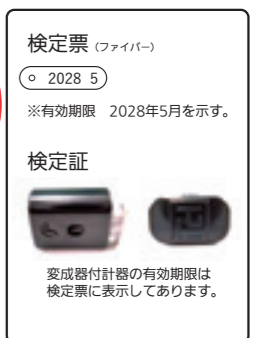 検定票（ファイバー）
2028 5
※有効期限 2028年5月を示す。
検定証
変成器付計器の有効期限は
検定票に表示してあります。